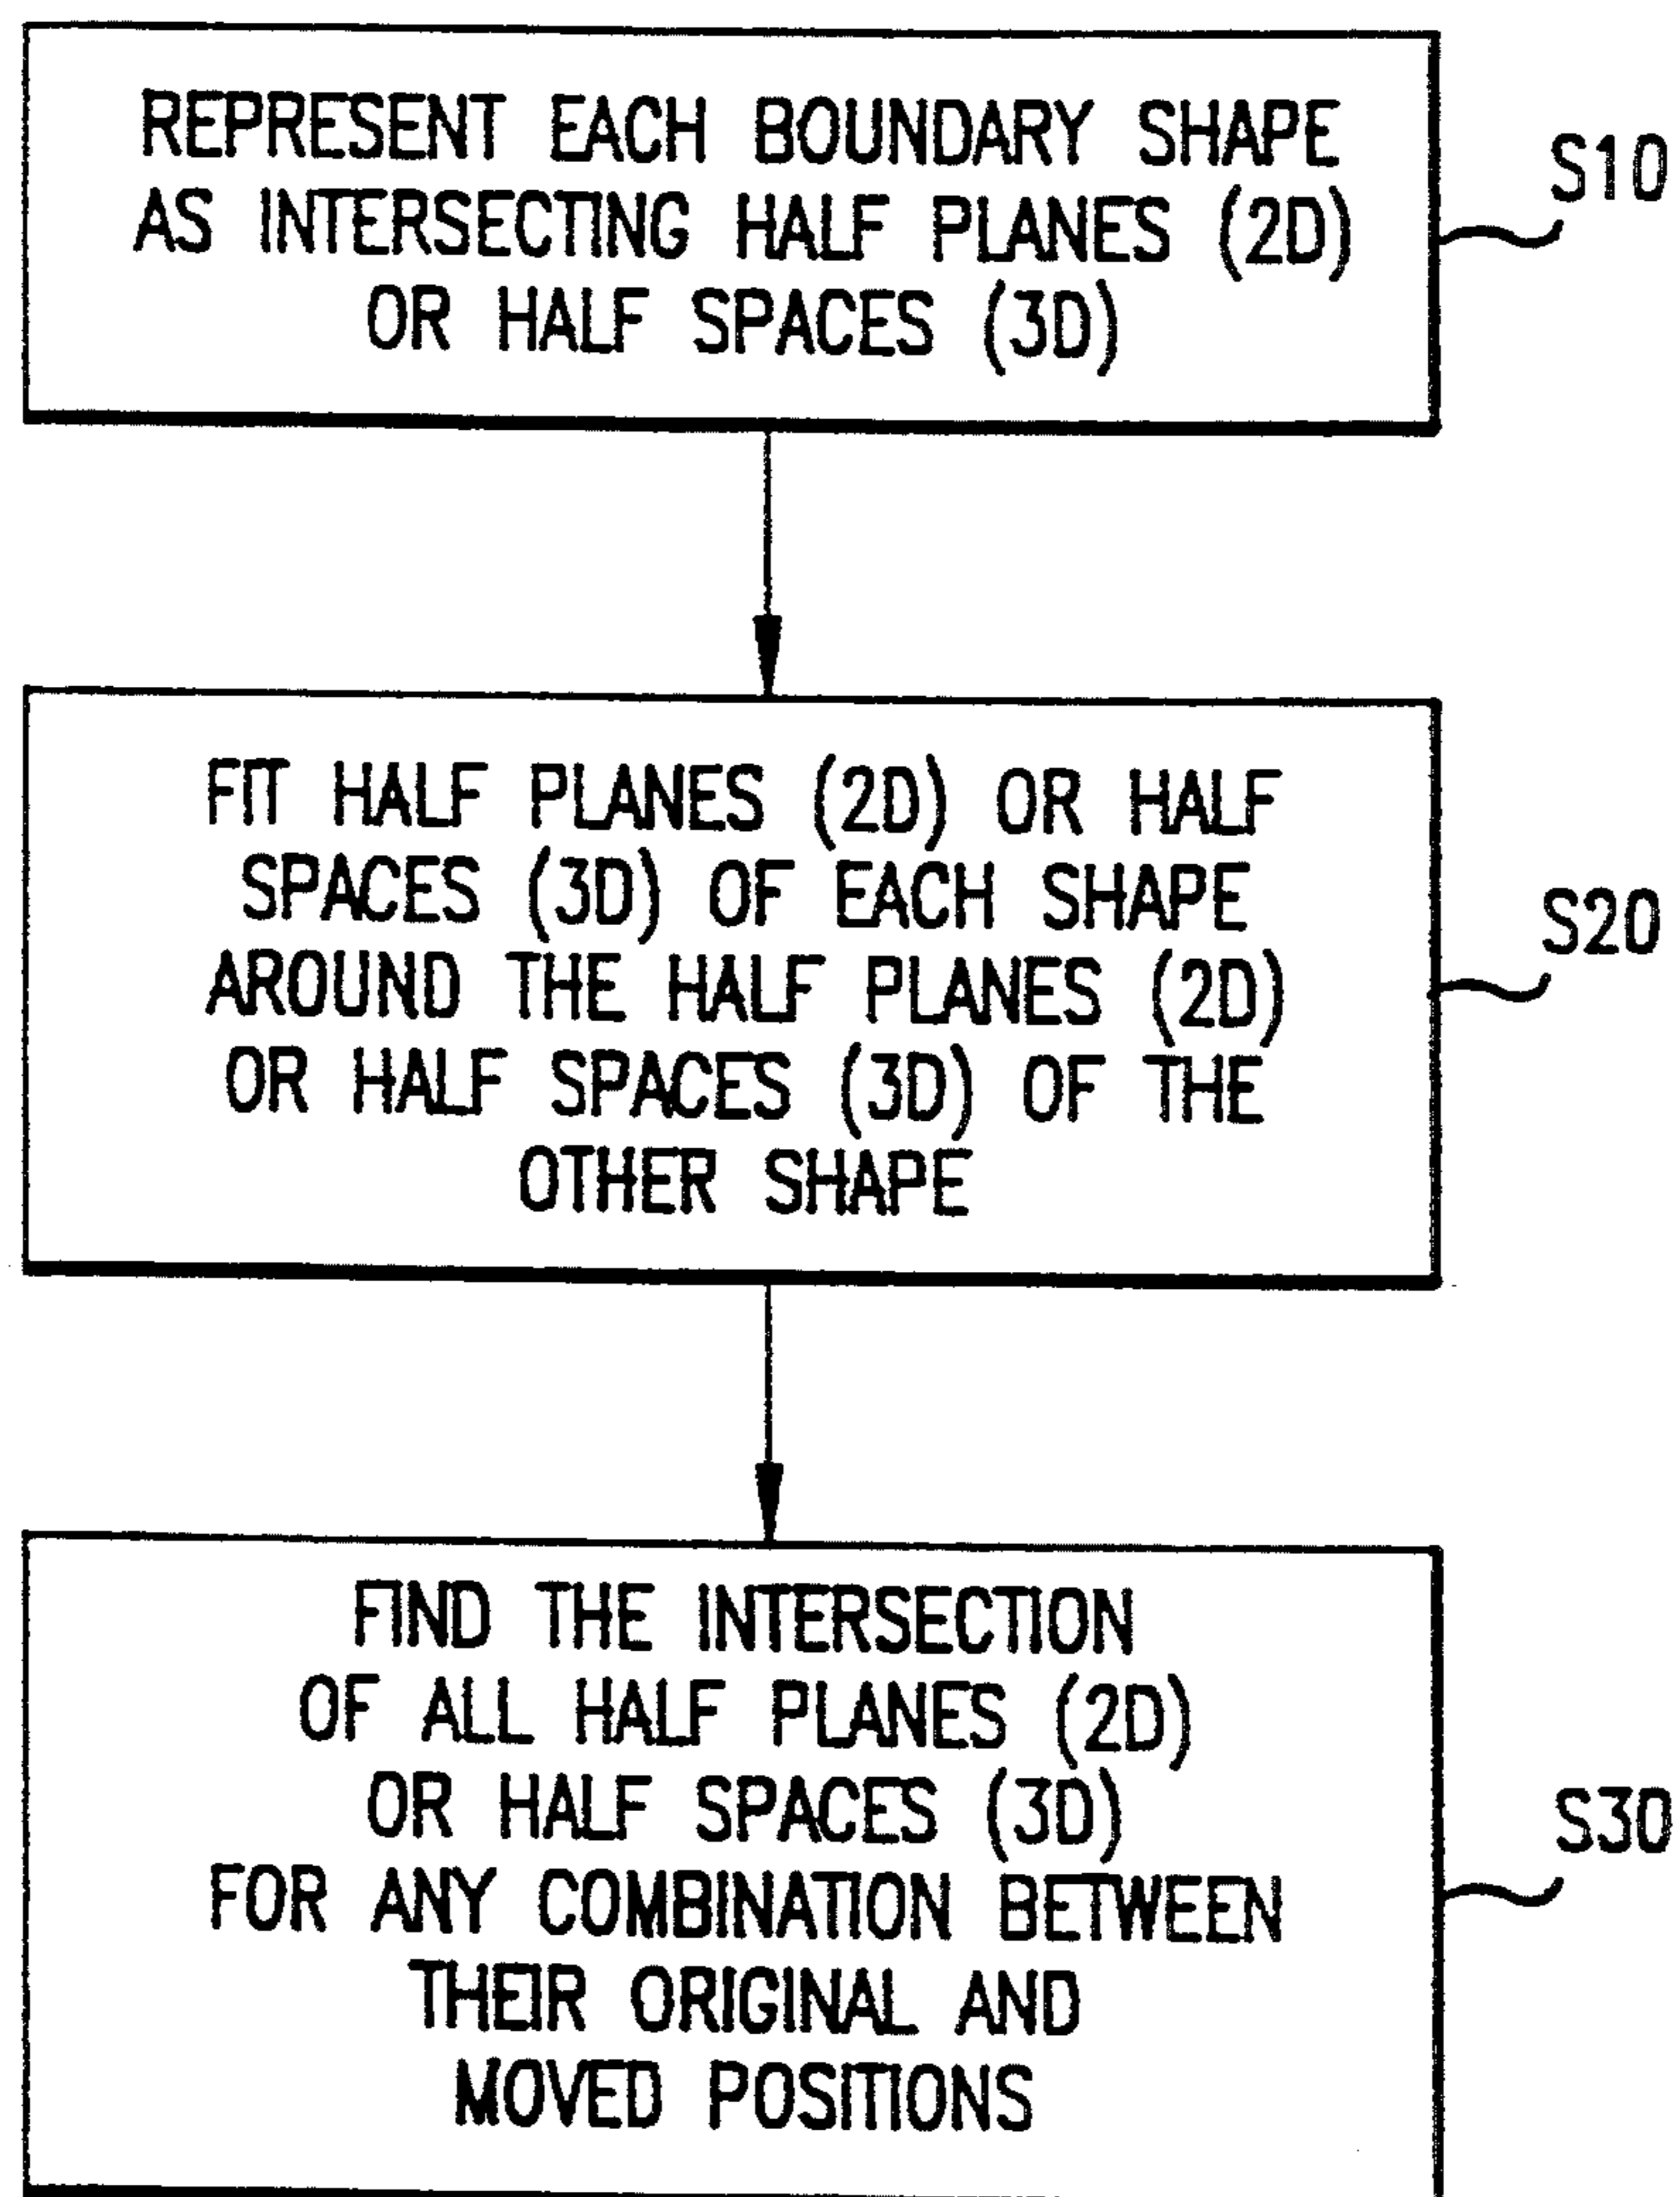 REPRESENT EACH BOUNDARY SHAPE
AS INTERSECTING HALF PLANES (2D)
OR HALF SPACES (3D)
S10
FIT HALF PLANES (2D) OR HALF
SPACES (3D) OF EACH SHAPE
AROUND THE HALF PLANES (2D)
OR HALF SPACES (3D) OF THE
OTHER SHAPE
S20
FIND THE INTERSECTION
OF ALL HALF PLANES (2D)
OR HALF SPACES (3D)
FOR ANY COMBINATION BETWEEN
THEIR ORIGINAL AND
MOVED POSITIONS
S30